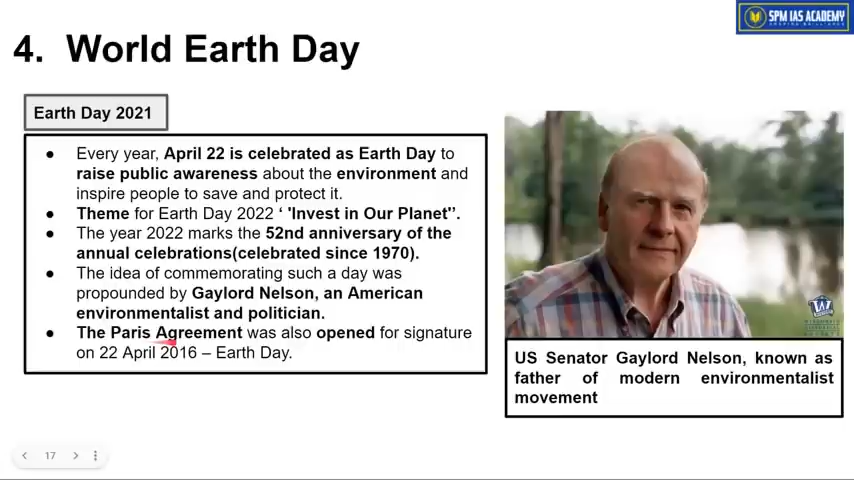 SPM IAS ACADEMY
INSPIRING BRILLIANCE
4. World Earth Day
Earth Day 2021
● Every year, April 22 is celebrated as Earth Day to
raise public awareness about the environment and
inspire people to save and protect it.
● Theme for Earth Day 2022 ‘ 'Invest in Our Planet'’.
● The year 2022 marks the 52nd anniversary of the
annual celebrations(celebrated since 1970).
● The idea of commemorating such a day was
propounded by Gaylord Nelson, an American
environmentalist and politician.
● The Paris Agreement was also opened for signature
on 22 April 2016 – Earth Day.
US Senator Gaylord Nelson, known as
father of modern environmentalist
movement
17